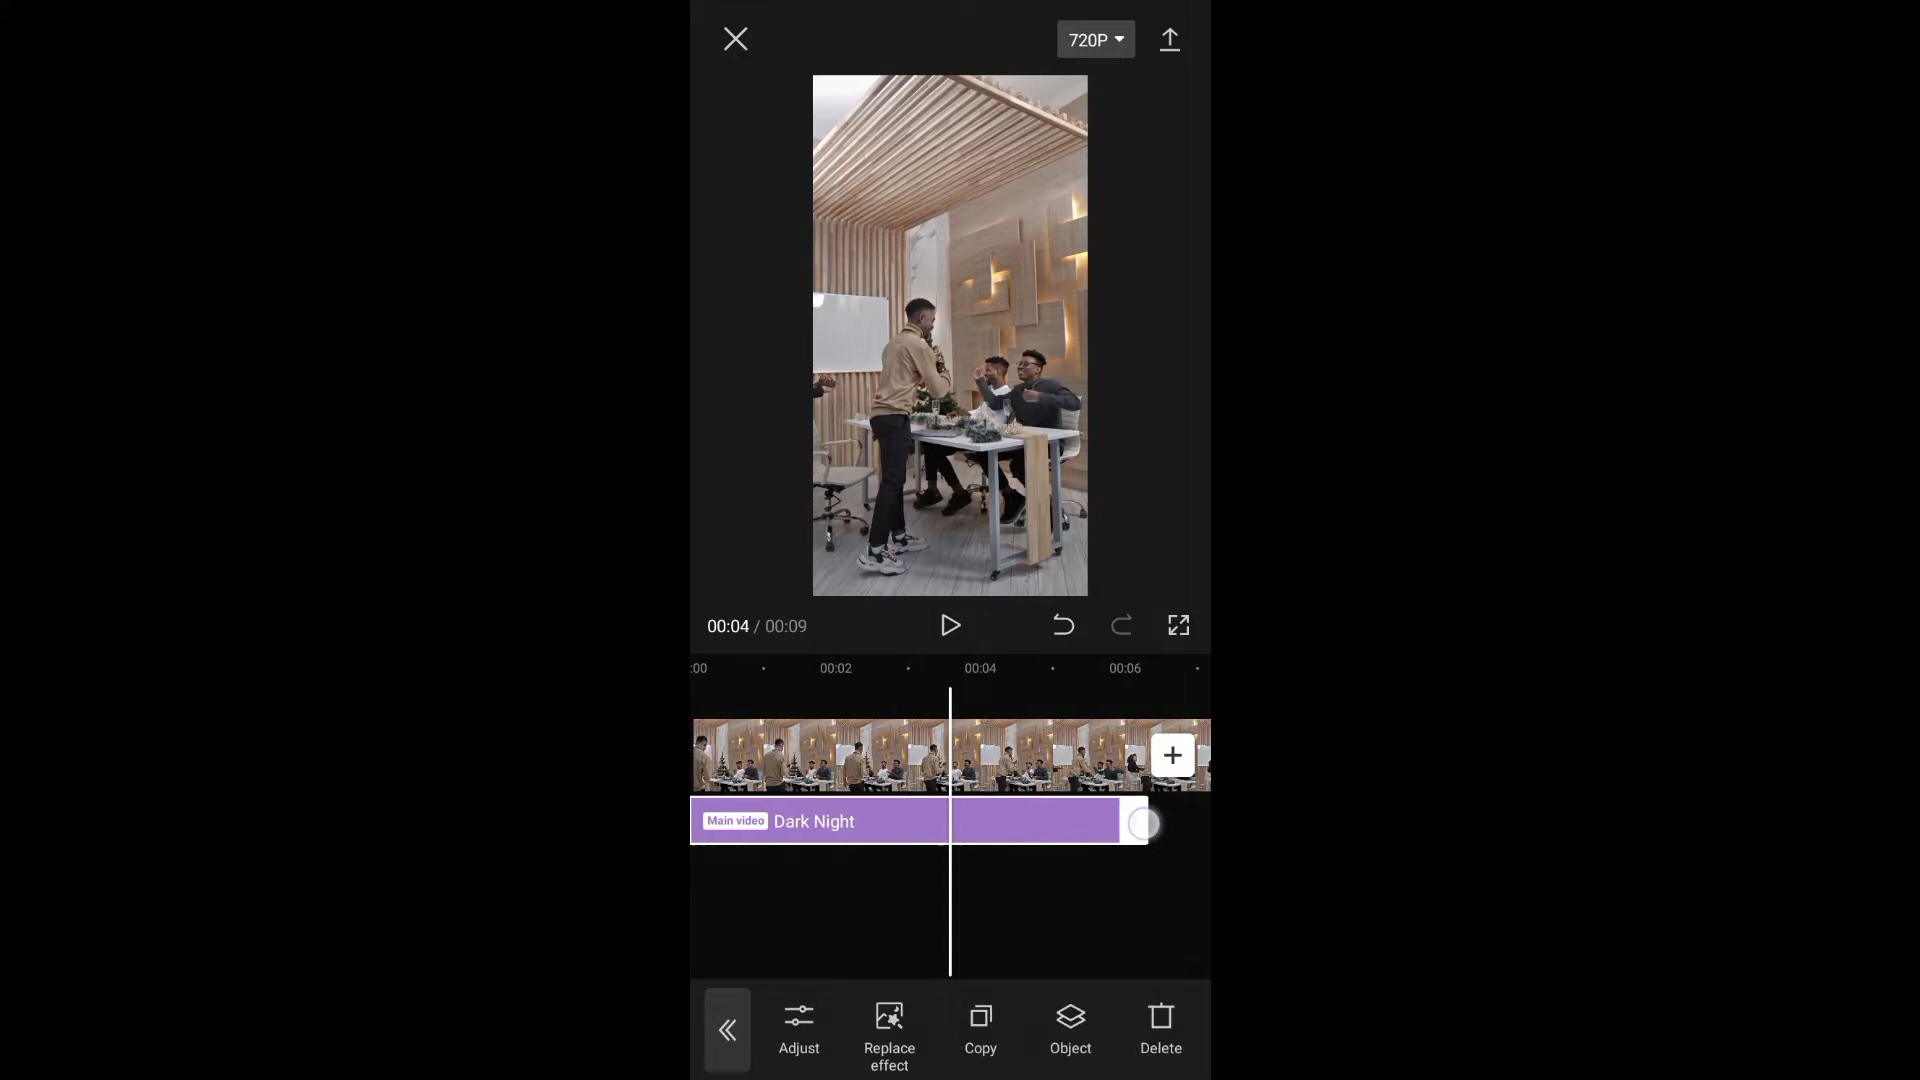 720P
00:04 / 00:09
:00 00:02 00:04 00:06
Main video Dark Night
Adjust
Replace
effect
Copy
Object
Delete